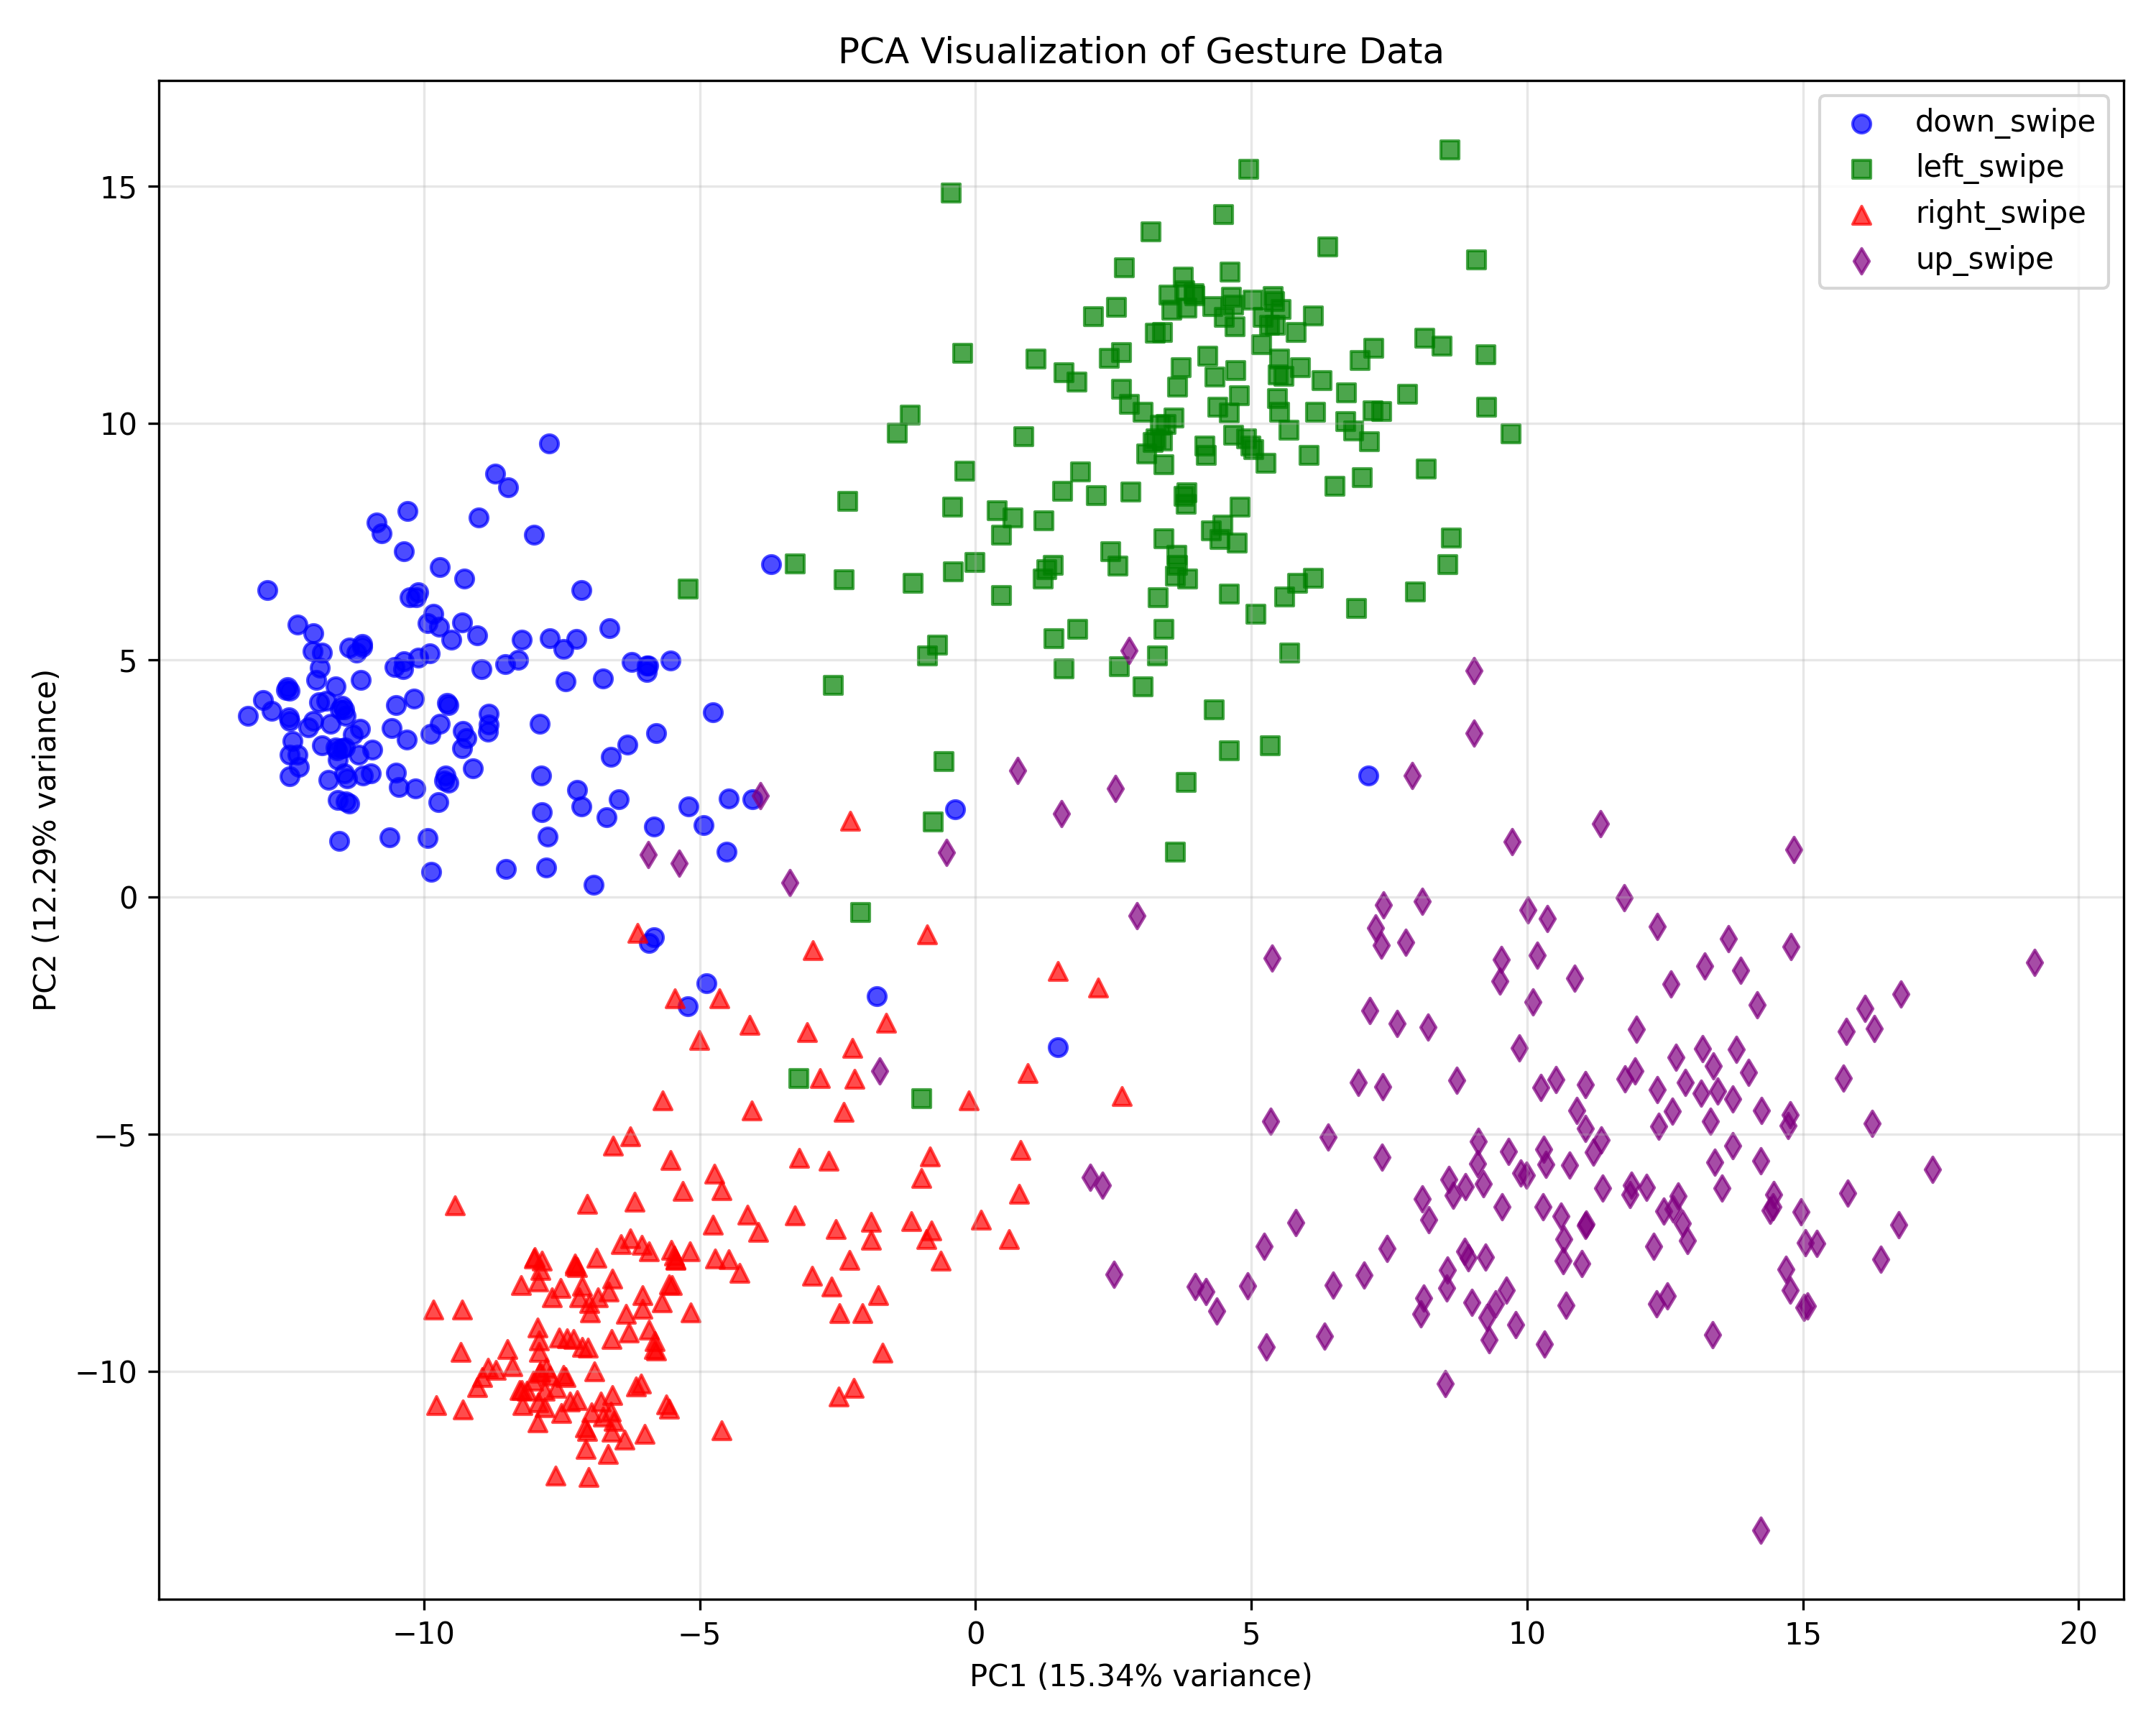 PCA Visualization of Gesture Data
down_swipe
left_swipe
right_swipe
up_swipe
15
10
5
0
−5
−10
PC2 (12.29% variance)
−10
−5
0
5
10
15
20
PC1 (15.34% variance)